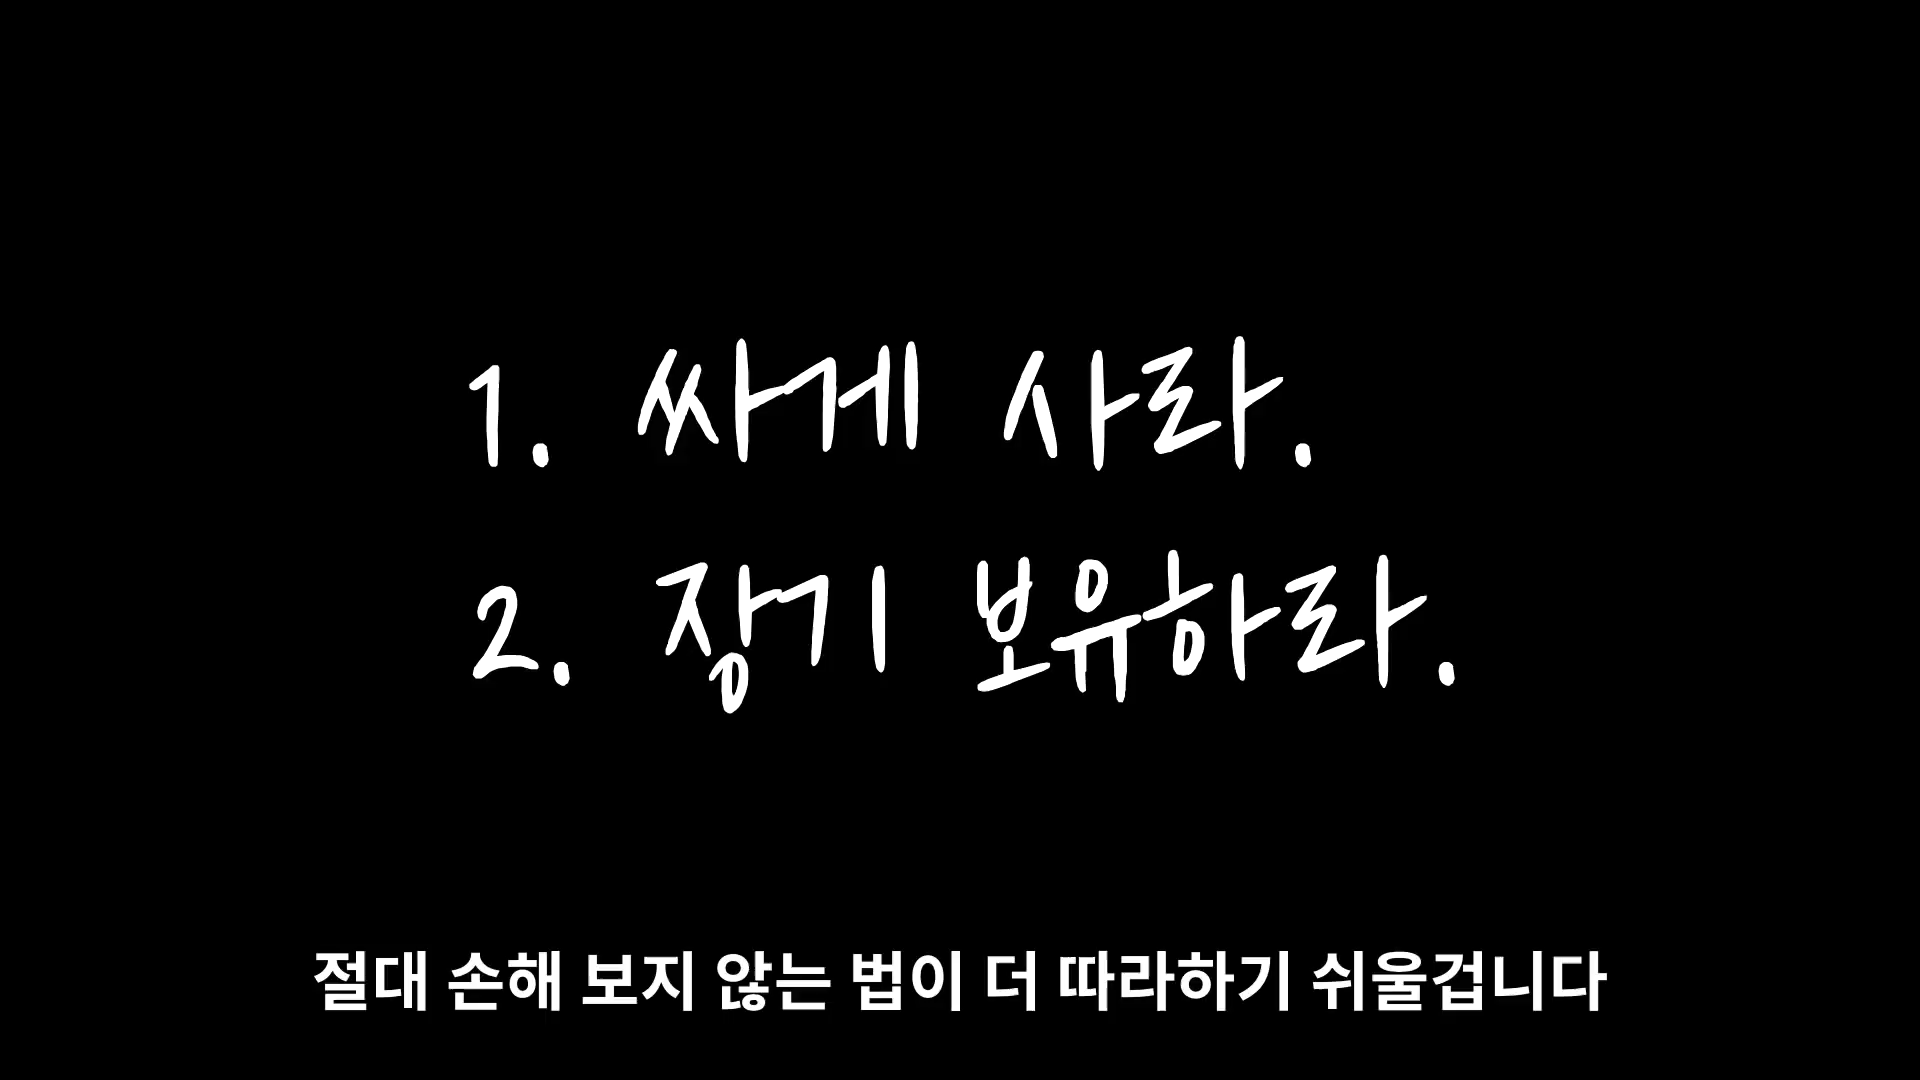 1. 싸게 사라.
2. 장기 보유하라.
절대 손해 보지 않는 법이 더 따라하기 쉬울겁니다